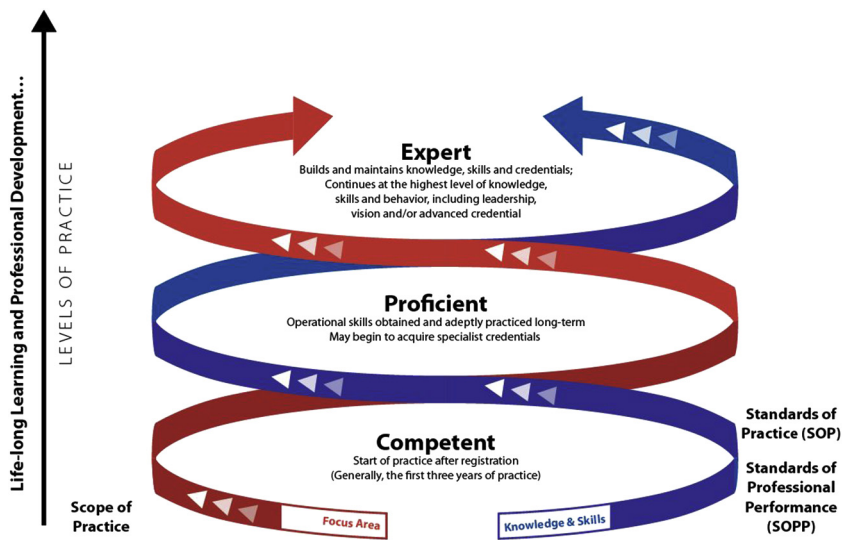 Life-long Learning and Professional Development...
LEVELS OF PRACTICE
Expert
Builds and maintains knowledge, skills and credentials;
Continues at the highest level of knowledge,
skills and behavior, including leadership,
vision and/or advanced credential
Proficient
Operational skills obtained and adeptly practiced long-term
May begin to acquire specialist credentials
Competent
Start of practice after registration
(Generally, the first three years of practice)
Standards of
Practice (SOP)
Standards of
Professional
Performance
(SOPP)
Scope of
Practice
Focus Area
Knowledge & Skills